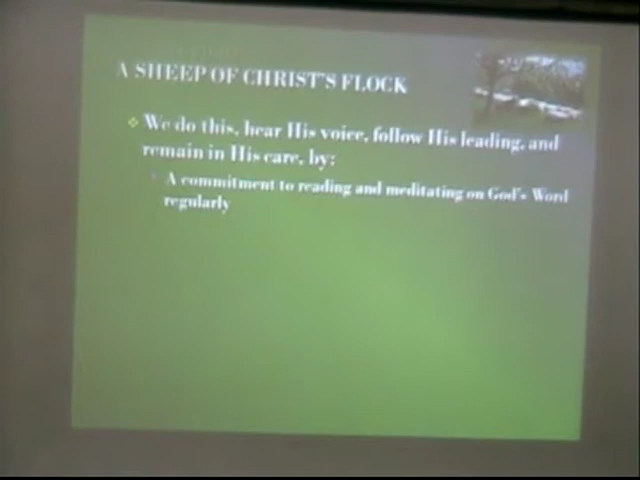 A SHEEP OF CHRIST'S FLOCK
We do this, hear His voice, follow His leading, and
remain in His care, by:
A commitment to reading and meditating on God's Word
regularly